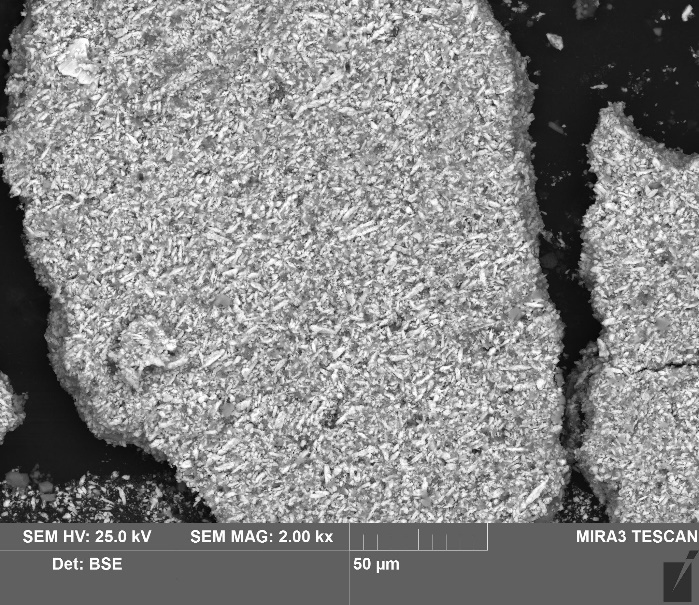 SEM HV: 25.0 kV SEM MAG: 2.00 kx MIRA3 TESCAN
Det: BSE 50 µm